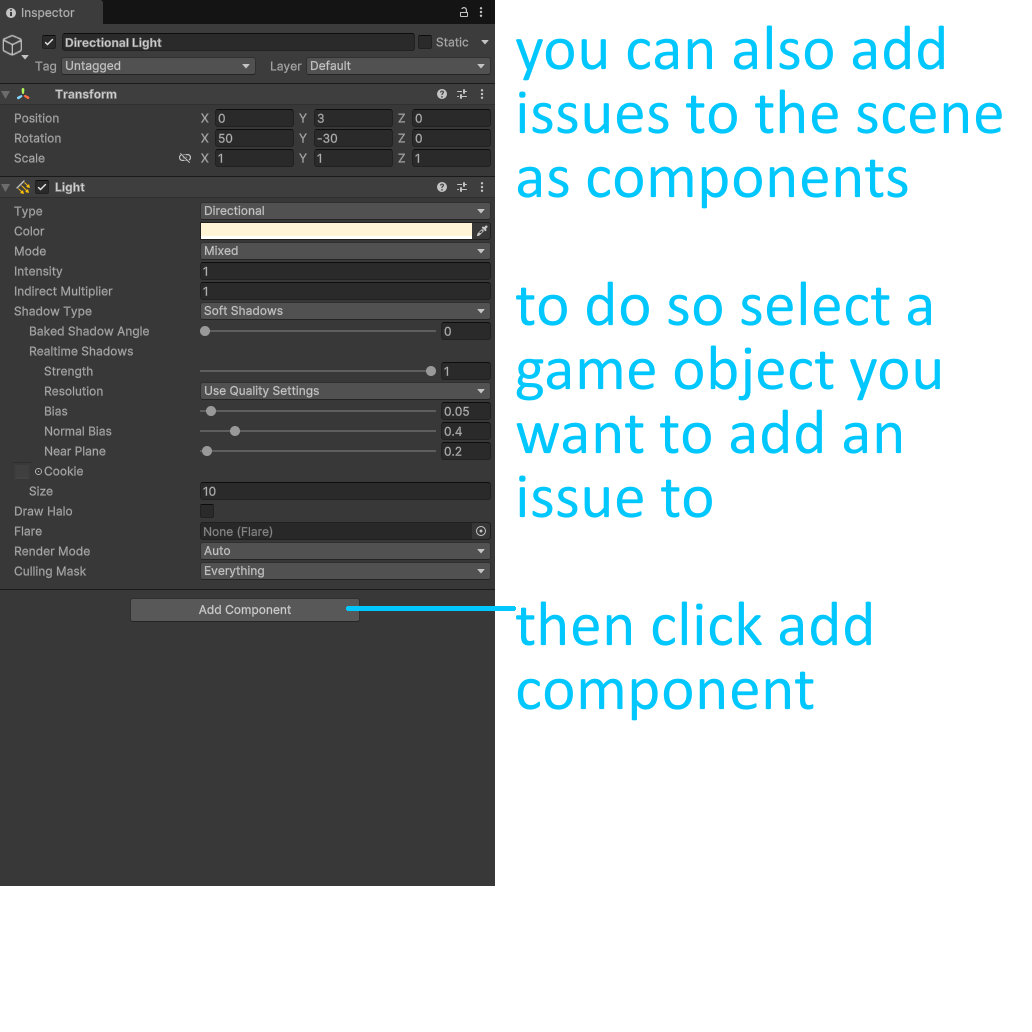 Inspector
Directional Light
Static
Tag Untagged Layer Default
Transform
Position X 0 Y 3 Z 0
Rotation X 50 Y -30 Z 0
Scale X 1 Y 1 Z 1
Light
Type Directional
Color
Mode Mixed
Intensity 1
Indirect Multiplier 1
Shadow Type Soft Shadows
Baked Shadow Angle 0
Realtime Shadows
Strength 1
Resolution Use Quality Settings
Bias 0.05
Normal Bias 0.4
Near Plane 0.2
Cookie
Size 10
Draw Halo
Flare None (Flare)
Render Mode Auto
Culling Mask Everything
Add Component
you can also add
issues to the scene
as components
to do so select a
game object you
want to add an
issue to
then click add
component